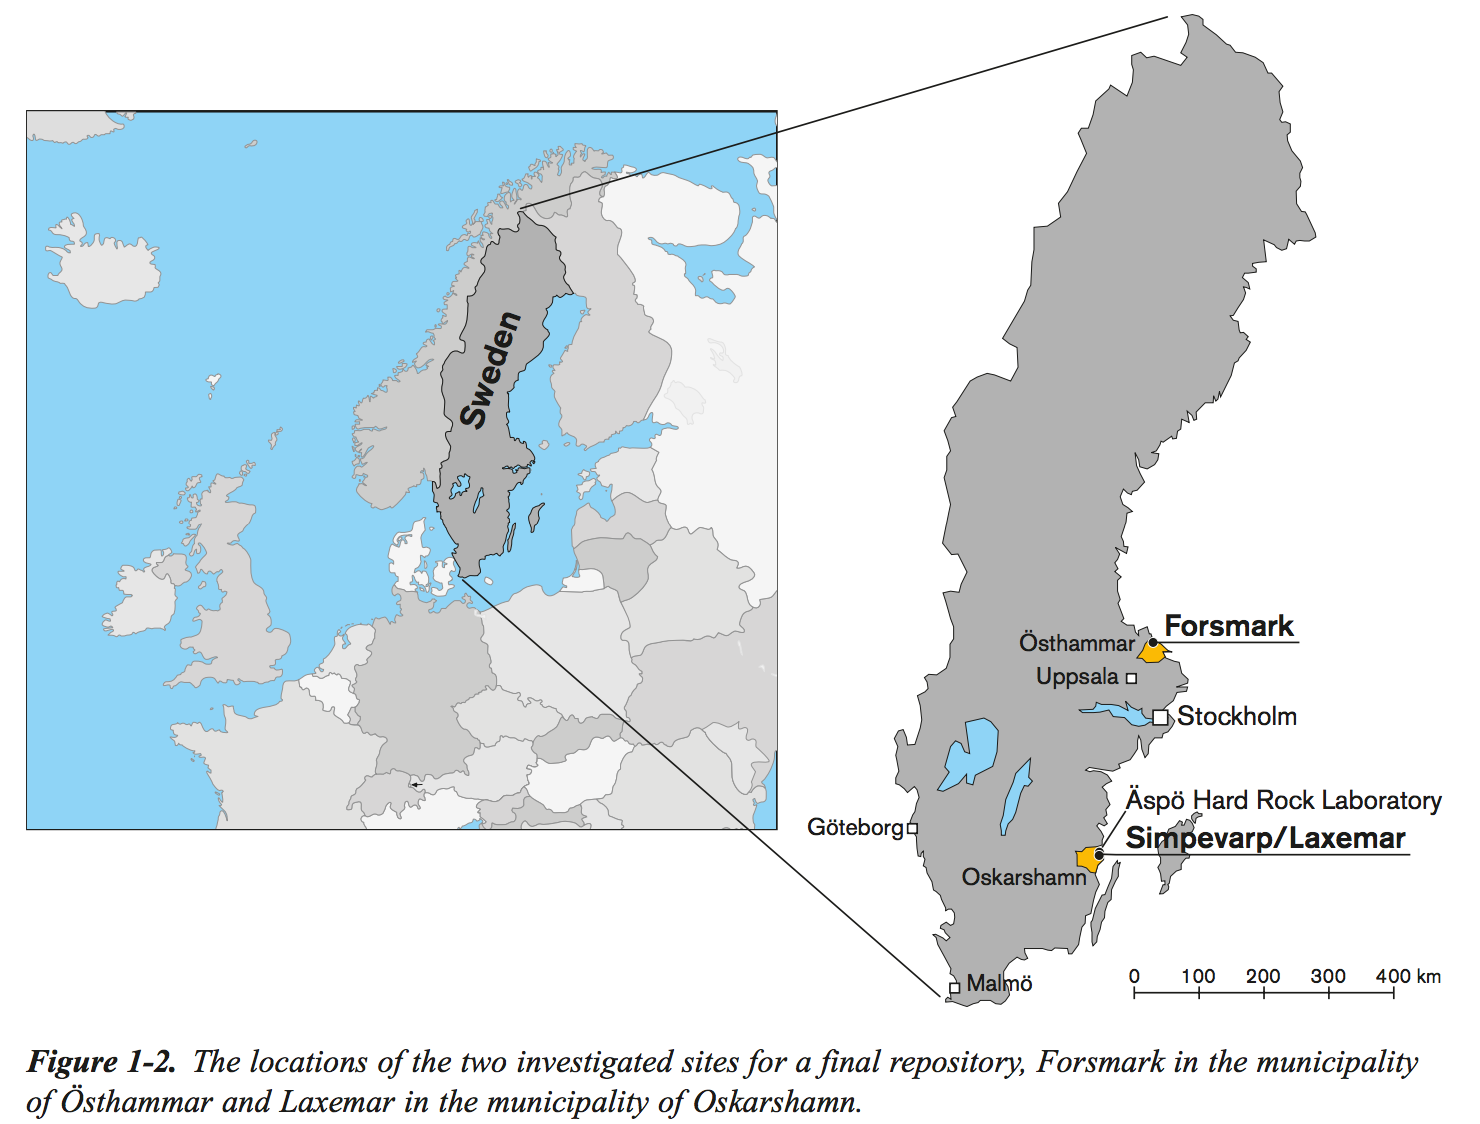 Sweden
Forsmark
Östhammar
Uppsala
Stockholm
Äspö Hard Rock Laboratory
Simpevarp/Laxemar
Göteborg
Oskarshamn
Malmö
0 100 200 300 400 km
Figure 1-2. The locations of the two investigated sites for a final repository, Forsmark in the municipality
of Östhammar and Laxemar in the municipality of Oskarshamn.